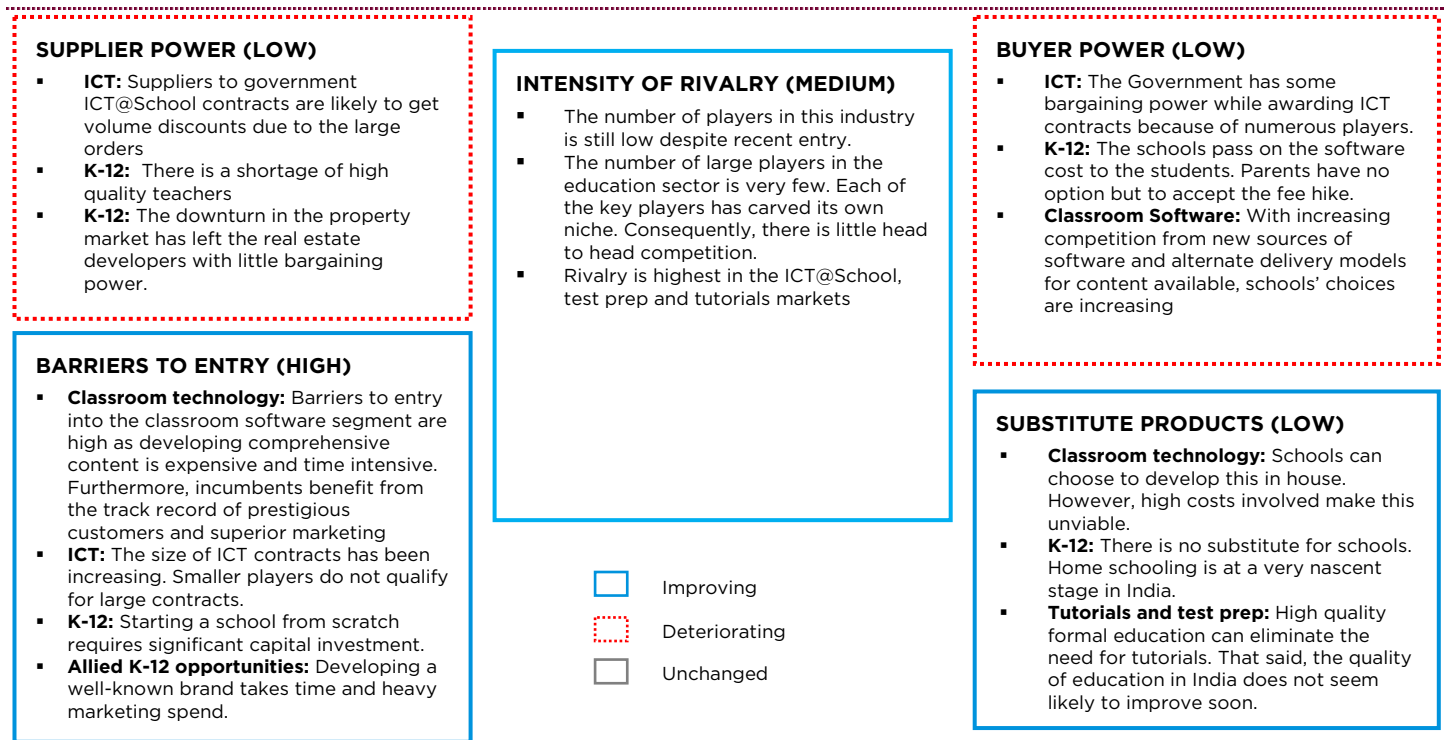 SUPPLIER POWER (LOW)
▪ ICT: Suppliers to government
ICT@School contracts are likely to get
volume discounts due to the large
orders
▪ K-12: There is a shortage of high
quality teachers
▪ K-12: The downturn in the property
market has left the real estate
developers with little bargaining
power.
BARRIERS TO ENTRY (HIGH)
▪ Classroom technology: Barriers to entry
into the classroom software segment are
high as developing comprehensive
content is expensive and time intensive.
Furthermore, incumbents benefit from
the track record of prestigious
customers and superior marketing
▪ ICT: The size of ICT contracts has been
increasing. Smaller players do not qualify
for large contracts.
▪ K-12: Starting a school from scratch
requires significant capital investment.
▪ Allied K-12 opportunities: Developing a
well-known brand takes time and heavy
marketing spend.
INTENSITY OF RIVALRY (MEDIUM)
▪ The number of players in this industry
is still low despite recent entry.
▪ The number of large players in the
education sector is very few. Each of
the key players has carved its own
niche. Consequently, there is little head
to head competition.
▪ Rivalry is highest in the ICT@School,
test prep and tutorials markets
Improving
Deteriorating
Unchanged
BUYER POWER (LOW)
▪ ICT: The Government has some
bargaining power while awarding ICT
contracts because of numerous players.
▪ K-12: The schools pass on the software
cost to the students. Parents have no
option but to accept the fee hike.
▪ Classroom Software: With increasing
competition from new sources of
software and alternate delivery models
for content available, schools’ choices
are increasing
SUBSTITUTE PRODUCTS (LOW)
▪ Classroom technology: Schools can
choose to develop this in house.
However, high costs involved make this
unviable.
▪ K-12: There is no substitute for schools.
Home schooling is at a very nascent
stage in India.
▪ Tutorials and test prep: High quality
formal education can eliminate the
need for tutorials. That said, the quality
of education in India does not seem
likely to improve soon.